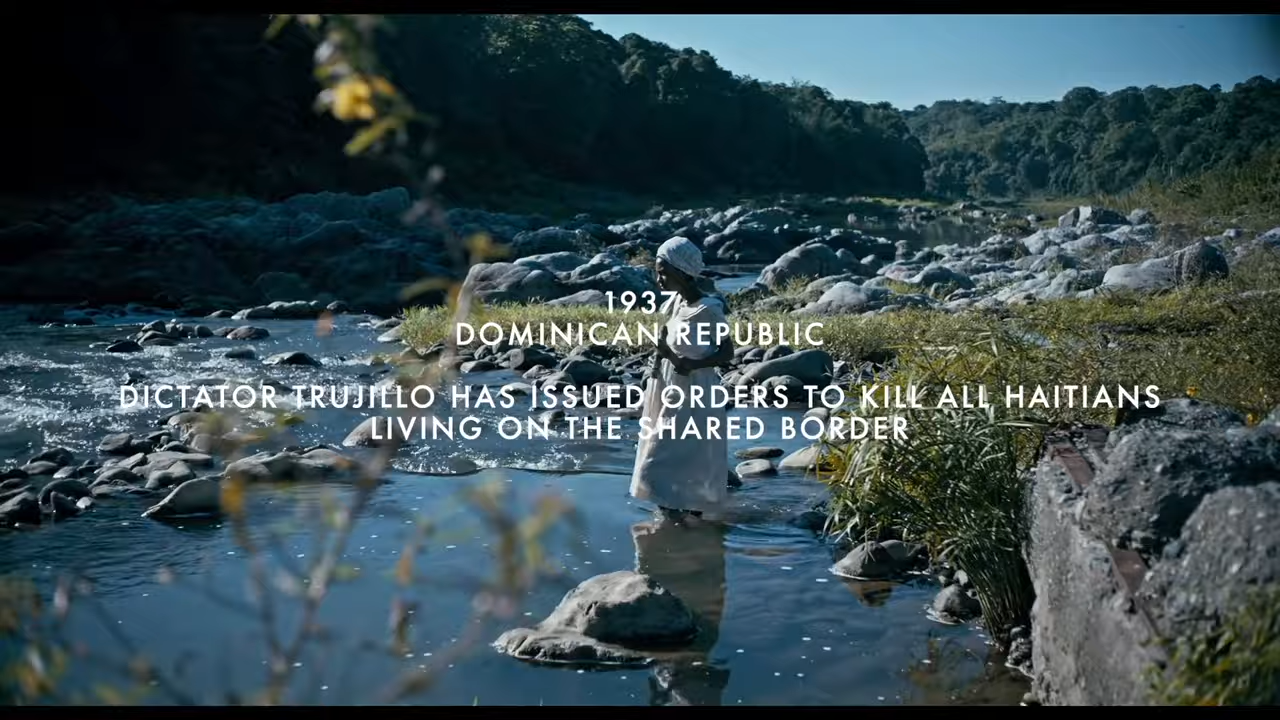 1937
DOMINICAN REPUBLIC
DICTATOR TRUJILLO HAS ISSUED ORDERS TO KILL ALL HAITIANS
LIVING ON THE SHARED BORDER